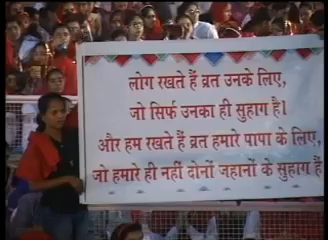 लोग रखते हैं व्रत उनके लिए,
जो सिर्फ उनका ही सुहाग है।
और हम रखते हैं व्रत हमारे पापा के लिए,
जो हमारे ही नहीं दोनों जहानों के सुहाग हैं